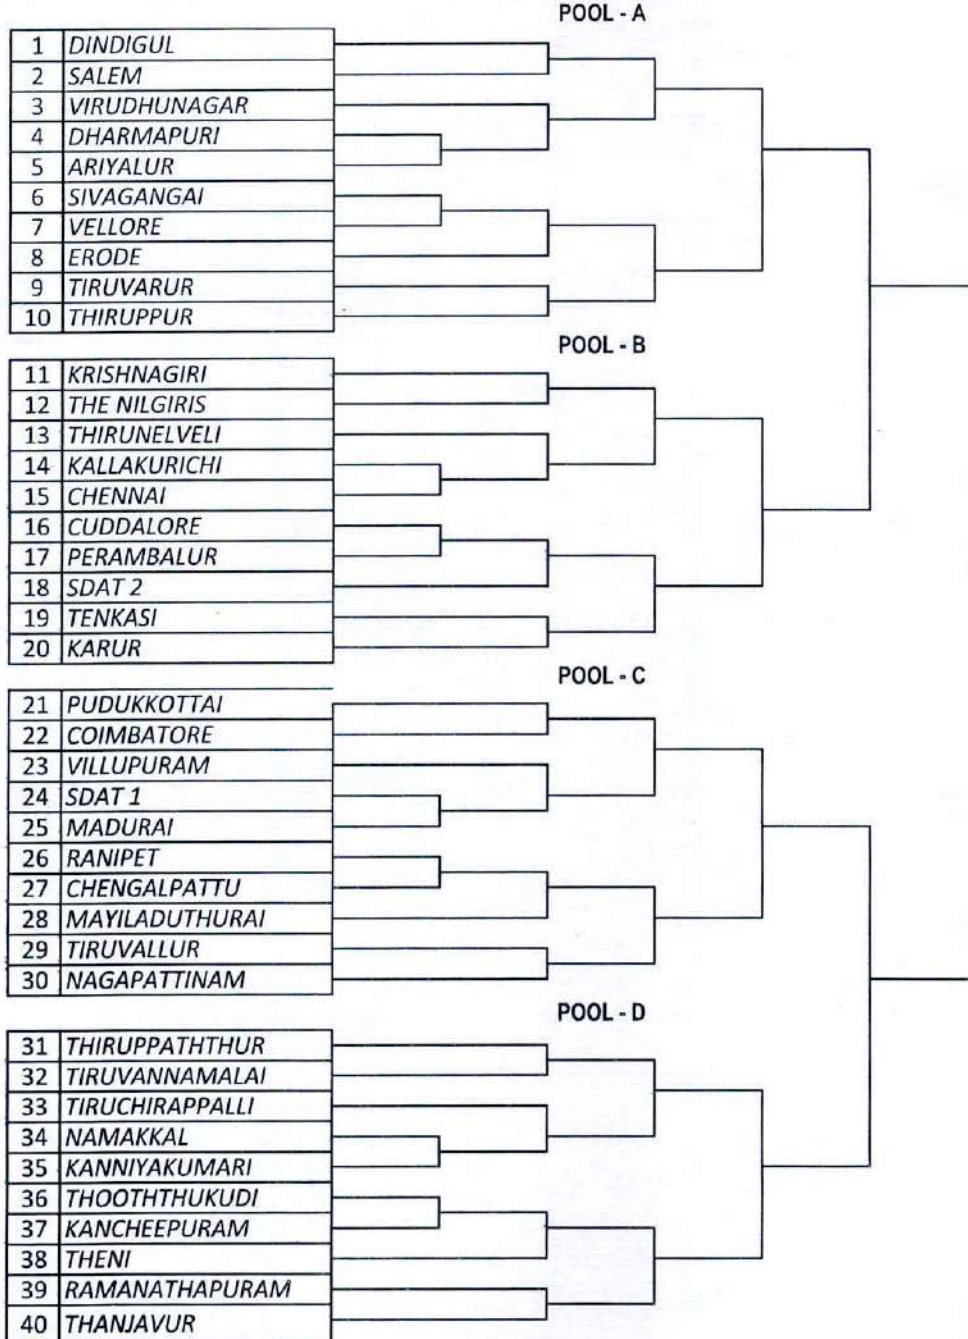 POOL - A
1 DINDIGUL
2 SALEM
3 VIRUDHUNAGAR
4 DHARMAPURI
5 ARIYALUR
6 SIVAGANGAI
7 VELLORE
8 ERODE
9 TIRUVARUR
10 THIRUPPUR
POOL - B
11 KRISHNAGIRI
12 THE NILGIRIS
13 THIRUNELVELI
14 KALLAKURICHI
15 CHENNAI
16 CUDDALORE
17 PERAMBALUR
18 SDAT 2
19 TENKASI
20 KARUR
POOL - C
21 PUDUKKOTTAI
22 COIMBATORE
23 VILLUPURAM
24 SDAT 1
25 MADURAI
26 RANIPET
27 CHENGALPATTU
28 MAYILADUTHURAI
29 TIRUVALLUR
30 NAGAPATTINAM
POOL - D
31 THIRUPPATHTHUR
32 TIRUVANNAMALAI
33 TIRUCHIRAPPALLI
34 NAMAKKAL
35 KANNIYAKUMARI
36 THOOTHTHUKUDI
37 KANCHEEPURAM
38 THENI
39 RAMANATHAPURAM
40 THANJAVUR